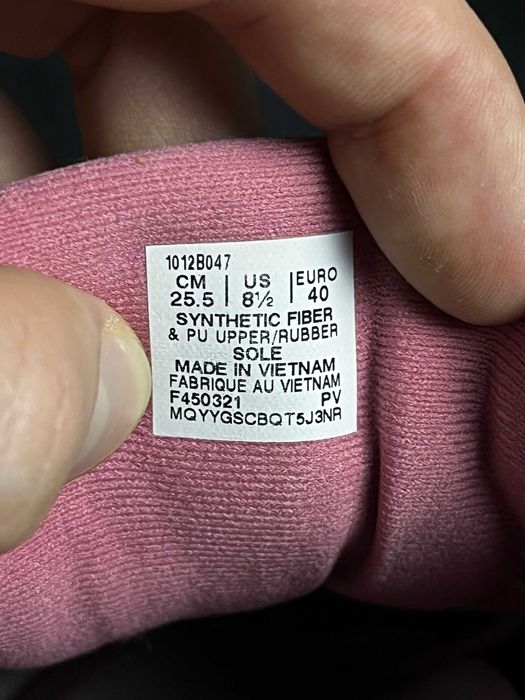 1012B047
CM | US | EURO
25.5 | 8½ | 40
SYNTHETIC FIBER
& PU UPPER/RUBBER
SOLE
MADE IN VIETNAM
FABRIQUE AU VIETNAM
F450321 PV
MQYYGSCBQT5J3NR